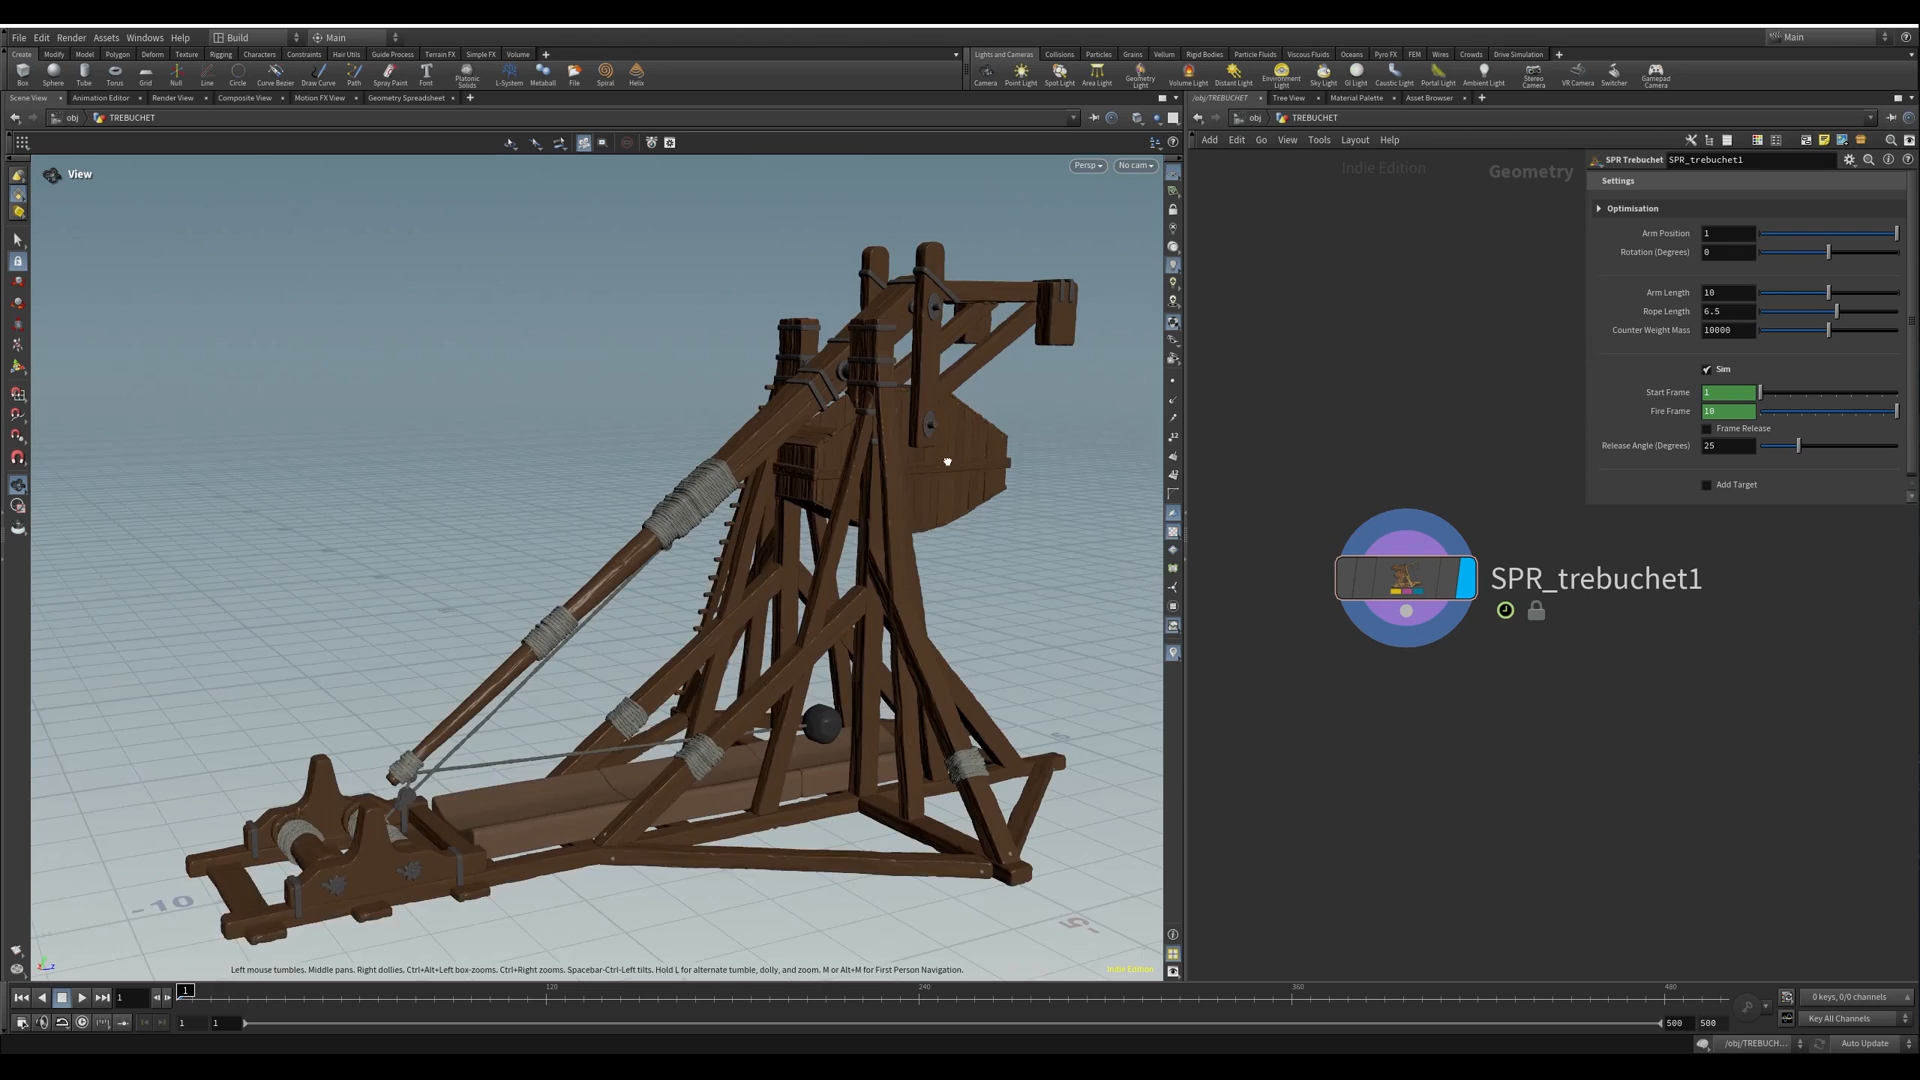 File Edit Render Assets Windows Help Build Main Main
Create Modify Model Polygon Deform Texture Rigging Characters Constraints Hair Utils Guide Process Terrain FX Simple FX Volume
Lights and Cameras Collisions Particles Grains Vellum Rigid Bodies Particle Fluids Viscous Fluids Oceans Pyro FX FEM Wires Crowds Drive Simulation
Box Sphere Tube Torus Grid Null Line Circle Curve Bezier Draw Curve Path Spray Paint Font Platonic Solids L-System Metaball File Spiral Helix
Camera Point Light Spot Light Area Light Geometry Light Volume Light Distant Light Environment Light Sky Light GI Light Caustic Light Portal Light Ambient Light Stereo Camera VR Camera Switcher Gamepad Camera
Scene View Animation Editor Render View Composite View Motion FX View Geometry Spreadsheet
/obj/TREBUCHET Tree View Material Palette Asset Browser
obj TREBUCHET
obj TREBUCHET
Add Edit Go View Tools Layout Help
View Persp No cam
Indie Edition Geometry
SPR Trebuchet SPR_trebuchet1
Settings
Optimisation
Arm Position 1
Rotation (Degrees) 0
Arm Length 10
Rope Length 6.5
Counter Weight Mass 10000
Sim
Start Frame 1
Fire Frame 10
Frame Release
Release Angle (Degrees) 25
Add Target
SPR_trebuchet1
-10
-5
5
Left mouse tumbles. Middle pans. Right dollies. Ctrl+Alt+Left box-zooms. Ctrl+Right zooms. Spacebar-Ctrl-Left tilts. Hold L for alternate tumble, dolly, and zoom. M or Alt+M for First Person Navigation.
Indie Edition
1 1 120 240 360 480
0 keys, 0/0 channels
1 1 500 500
Key All Channels
/obj/TREBUCH... Auto Update